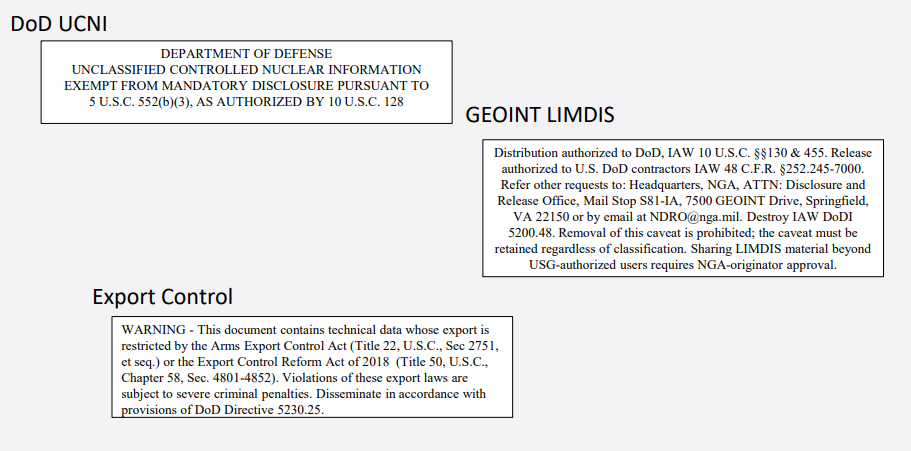 DoD UCNI
DEPARTMENT OF DEFENSE
UNCLASSIFIED CONTROLLED NUCLEAR INFORMATION
EXEMPT FROM MANDATORY DISCLOSURE PURSUANT TO
5 U.S.C. 552(b)(3), AS AUTHORIZED BY 10 U.S.C. 128
GEOINT LIMDIS
Distribution authorized to DoD, IAW 10 U.S.C. §§130 & 455. Release
authorized to U.S. DoD contractors IAW 48 C.F.R. §252.245-7000.
Refer other requests to: Headquarters, NGA, ATTN: Disclosure and
Release Office, Mail Stop S81-IA, 7500 GEOINT Drive, Springfield,
VA 22150 or by email at NDRO@nga.mil. Destroy IAW DoDI
5200.48. Removal of this caveat is prohibited; the caveat must be
retained regardless of classification. Sharing LIMDIS material beyond
USG-authorized users requires NGA-originator approval.
Export Control
WARNING - This document contains technical data whose export is
restricted by the Arms Export Control Act (Title 22, U.S.C., Sec 2751,
et seq.) or the Export Control Reform Act of 2018 (Title 50, U.S.C.,
Chapter 58, Sec. 4801-4852). Violations of these export laws are
subject to severe criminal penalties. Disseminate in accordance with
provisions of DoD Directive 5230.25.